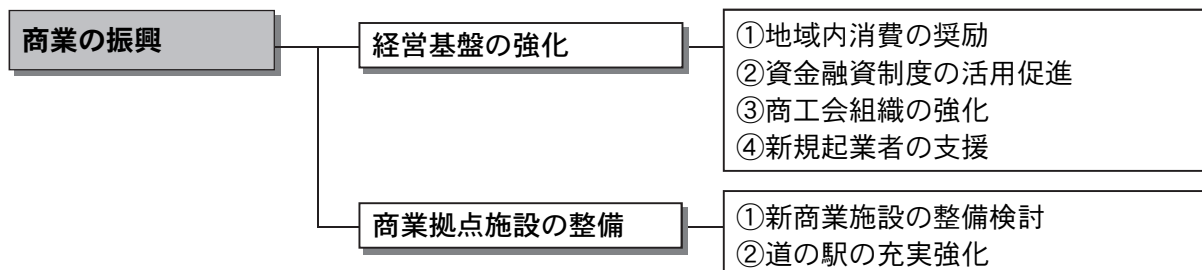 商業の振興
経営基盤の強化
①地域内消費の奨励
②資金融資制度の活用促進
③商工会組織の強化
④新規起業者の支援
商業拠点施設の整備
①新商業施設の整備検討
②道の駅の充実強化